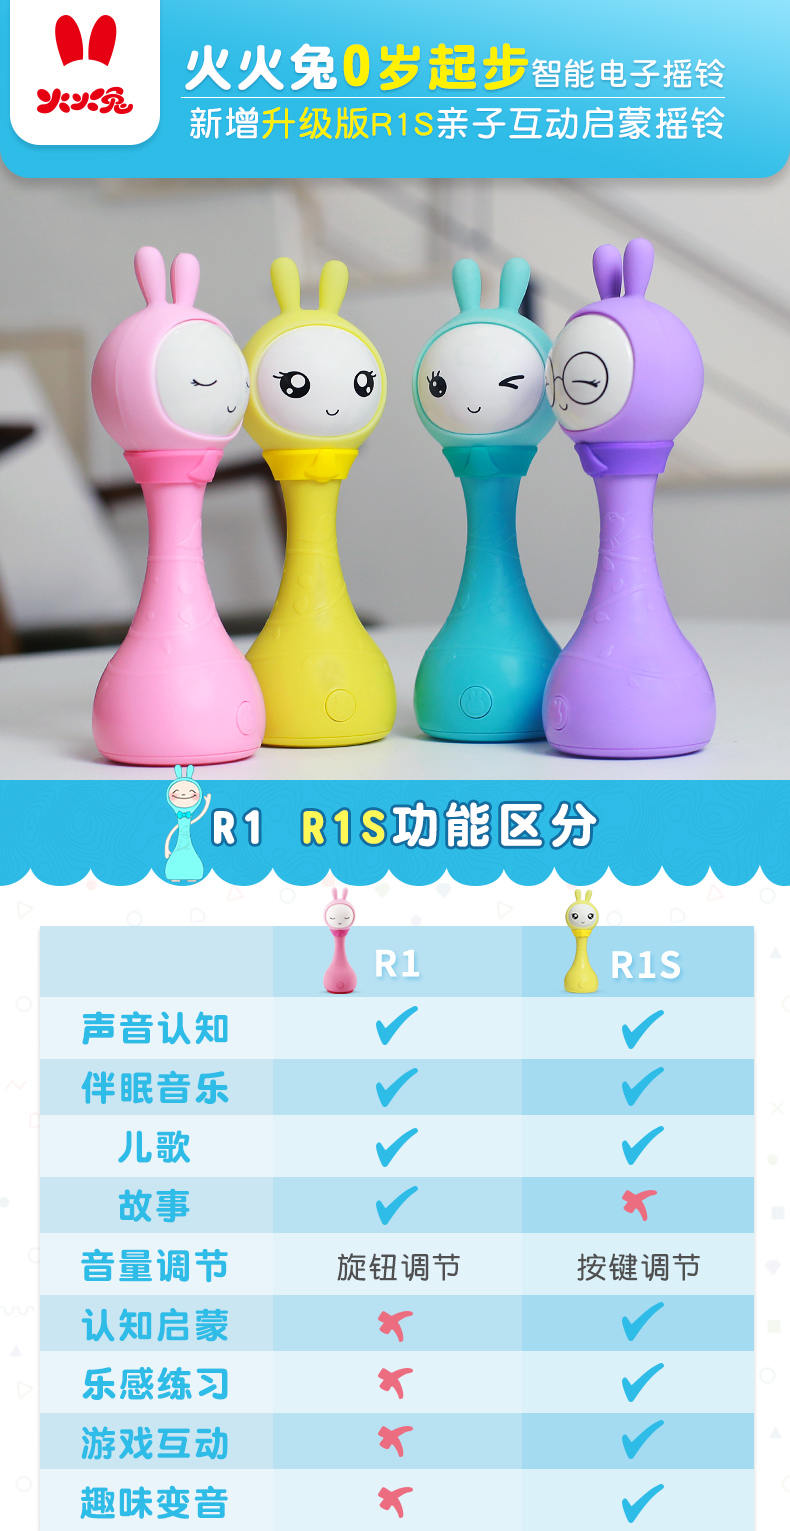 火火兔
火火兔0岁起步智能电子摇铃
新增升级版R1S亲子互动启蒙摇铃
R1 R1S功能区分
R1 R1S
声音认知
伴眠音乐
儿歌
故事
音量调节 旋钮调节 按键调节
认知启蒙
乐感练习
游戏互动
趣味变音